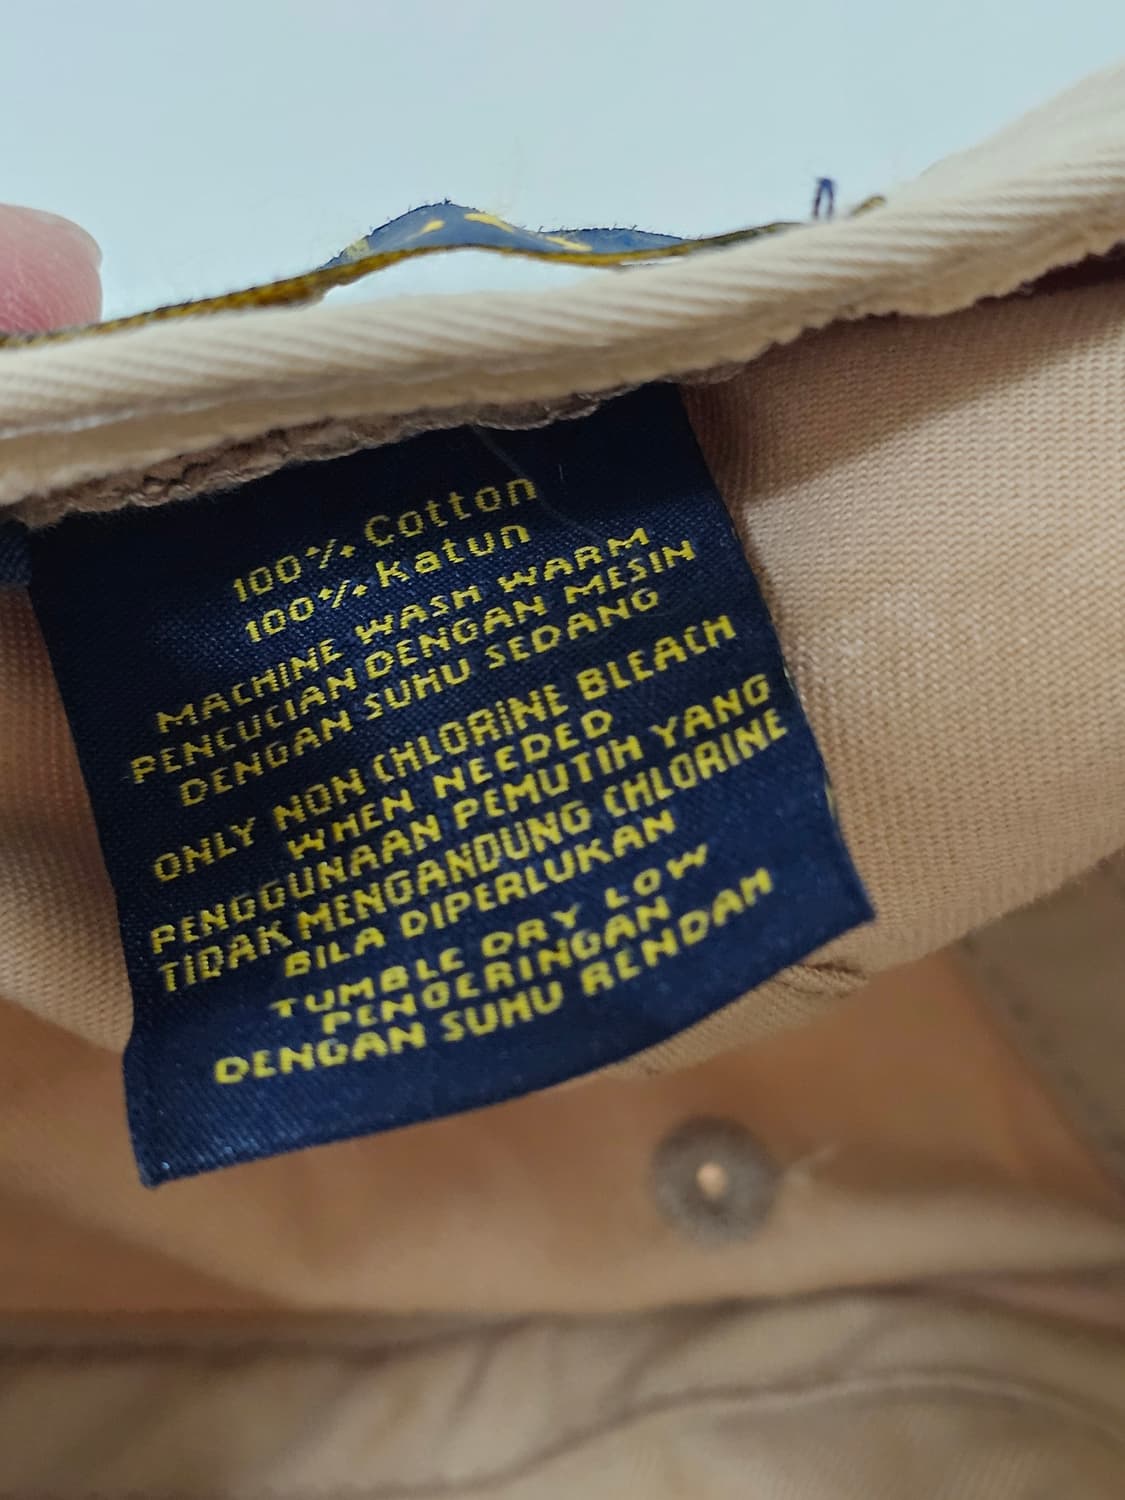 100% Cotton
100% Katun
MACHINE WASH WARM
PENCUCIAN DENGAN MESIN
DENGAN SUHU SEDANG
ONLY NON CHLORINE BLEACH
WHEN NEEDED
PENGGUNAAN PEMUTIH YANG
TIDAK MENGANDUNG CHLORINE
BILA DIPERLUKAN
TUMBLE DRY LOW
PENGERINGAN
DENGAN SUHU RENDAH